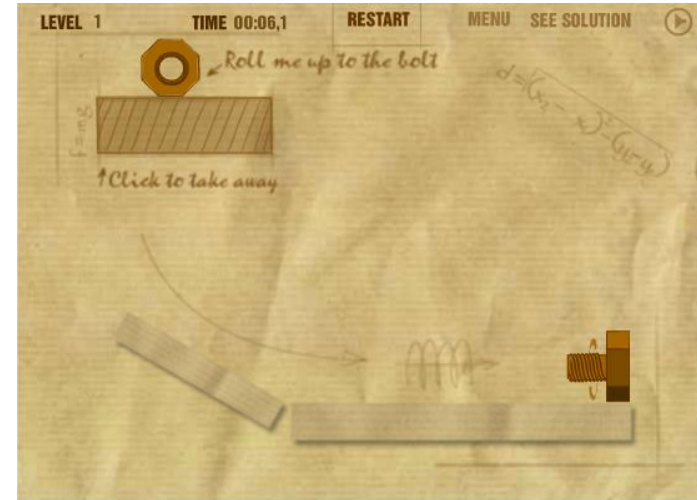 LEVEL 1 TIME 00:06,1 RESTART MENU SEE SOLUTION
Roll me up to the bolt
f=mg
↑Click to take away